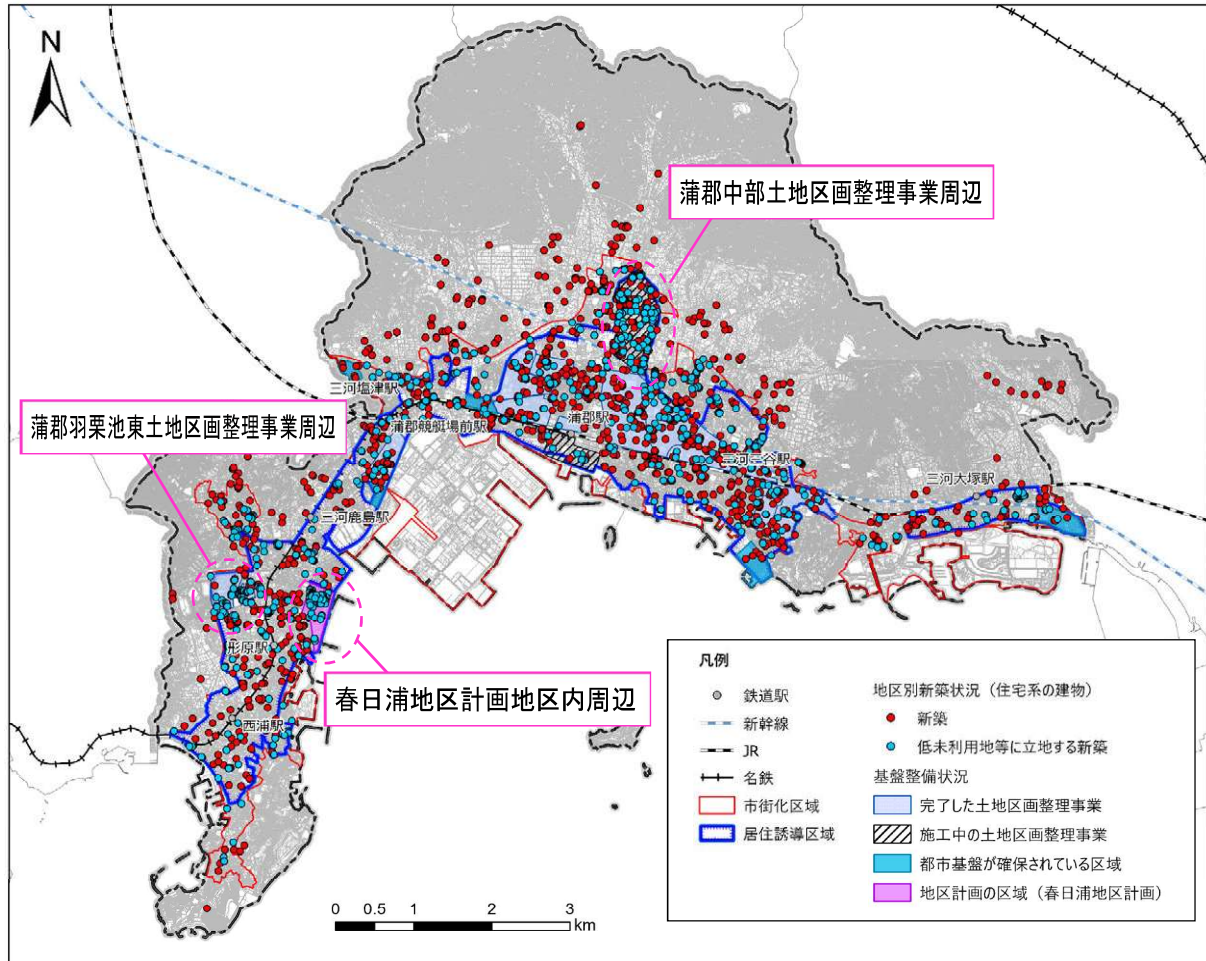 N
蒲郡中部土地区画整理事業周辺
三河塩津駅
蒲郡羽栗池東土地区画整理事業周辺
蒲郡競艇場前駅
蒲郡駅
三河三谷駅
三河大塚駅
三河鹿島駅
形原駅
春日浦地区計画地区内周辺
西浦駅
凡例
鉄道駅
新幹線
JR
名鉄
市街化区域
居住誘導区域
地区別新築状況(住宅系の建物)
新築
低未利用地等に立地する新築
基盤整備状況
完了した土地区画整理事業
施工中の土地区画整理事業
都市基盤が確保されている区域
地区計画の区域(春日浦地区計画)
0 0.5 1 2 3
km